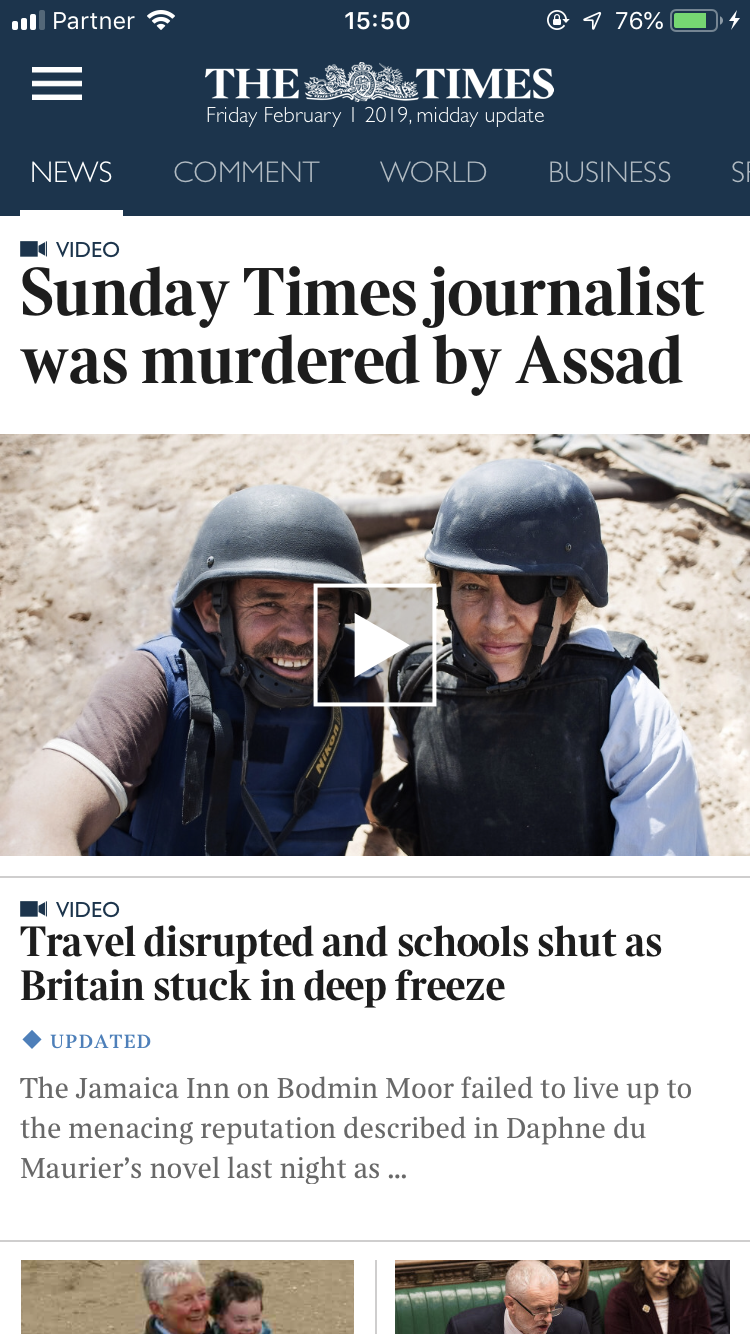 Partner 15:50 76%
THE TIMES
Friday February 1 2019, midday update
NEWS COMMENT WORLD BUSINESS
VIDEO
Sunday Times journalist
was murdered by Assad
Nikon
VIDEO
Travel disrupted and schools shut as
Britain stuck in deep freeze
UPDATED
The Jamaica Inn on Bodmin Moor failed to live up to
the menacing reputation described in Daphne du
Maurier’s novel last night as ...